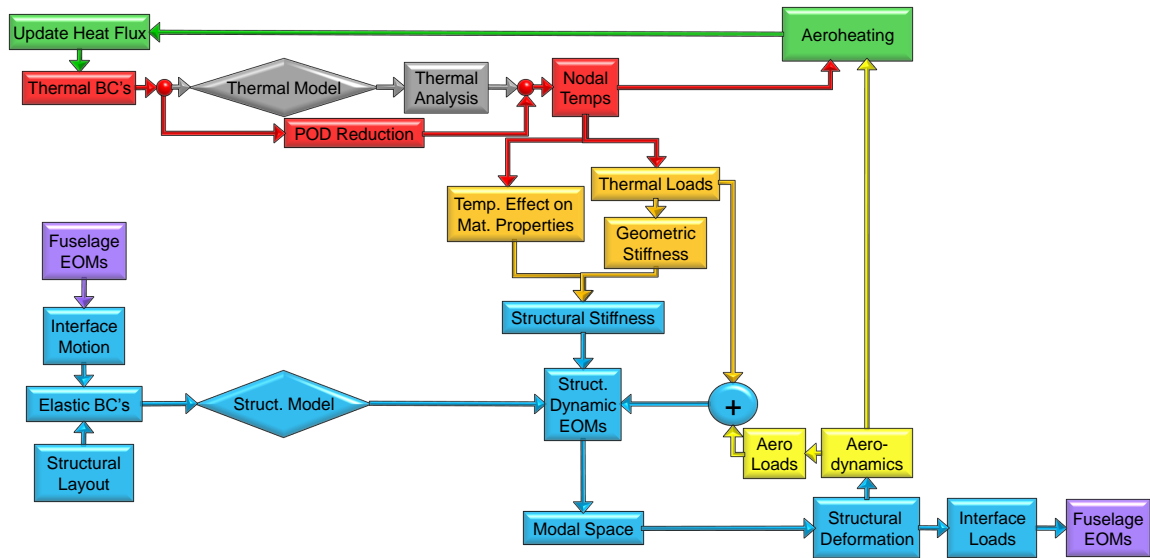 Update Heat Flux
Aeroheating
Thermal BC's
Thermal Model
Thermal
Analysis
Nodal
Temps
POD Reduction
Thermal Loads
Temp. Effect on
Mat. Properties
Geometric
Stiffness
Fuselage
EOMs
Structural Stiffness
Interface
Motion
Elastic BC's
Struct. Model
Struct.
Dynamic
EOMs
+
Aero
Loads
Aero-
dynamics
Structural
Layout
Modal Space
Structural
Deformation
Interface
Loads
Fuselage
EOMs